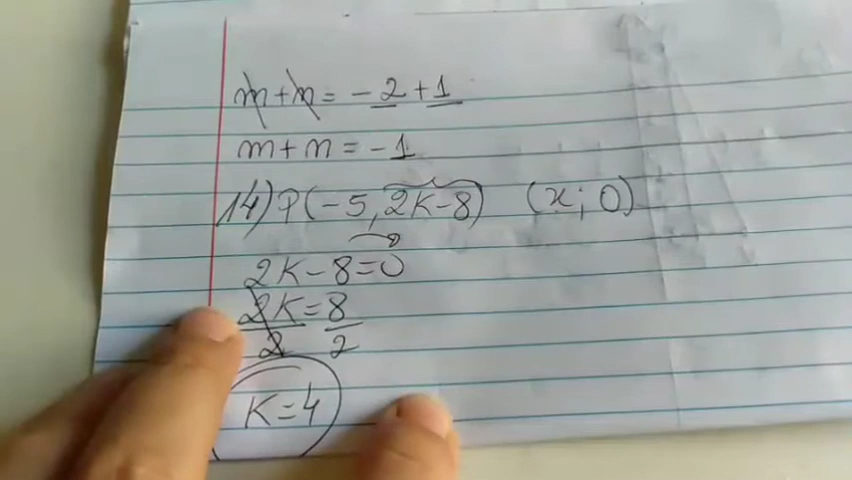 m+n = -2+1
m+n = -1
14) P(-5, 2K-8) (x; 0)
2K-8=0
2K = 8
2 2
K=4